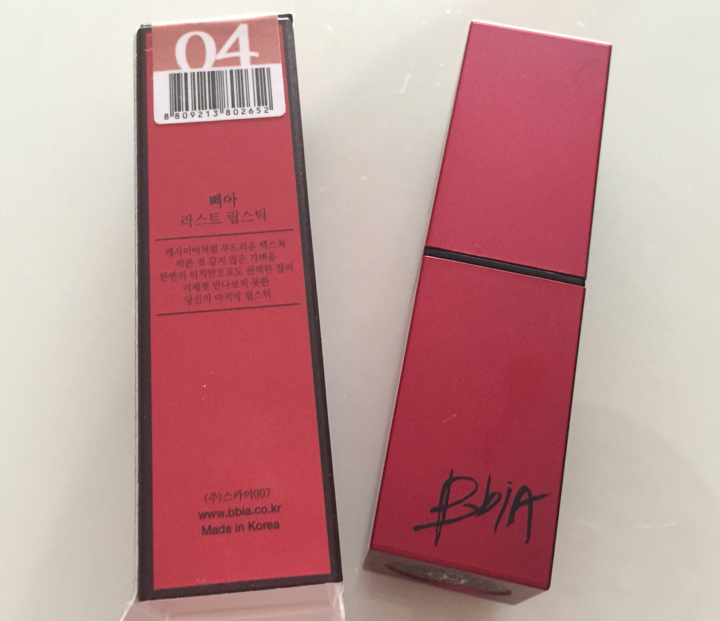 04
8 809213 802652
삐아
라스트 립스틱
캐시미어처럼 부드러운 텍스쳐
바른 것 같지 않은 가벼움
한번의 터치만으로도 완벽한 컬러
어제껏 만나보지 못한
당신의 마지막 립스틱
(주)스카이007
www.bbia.co.kr
Made in Korea
BbiA